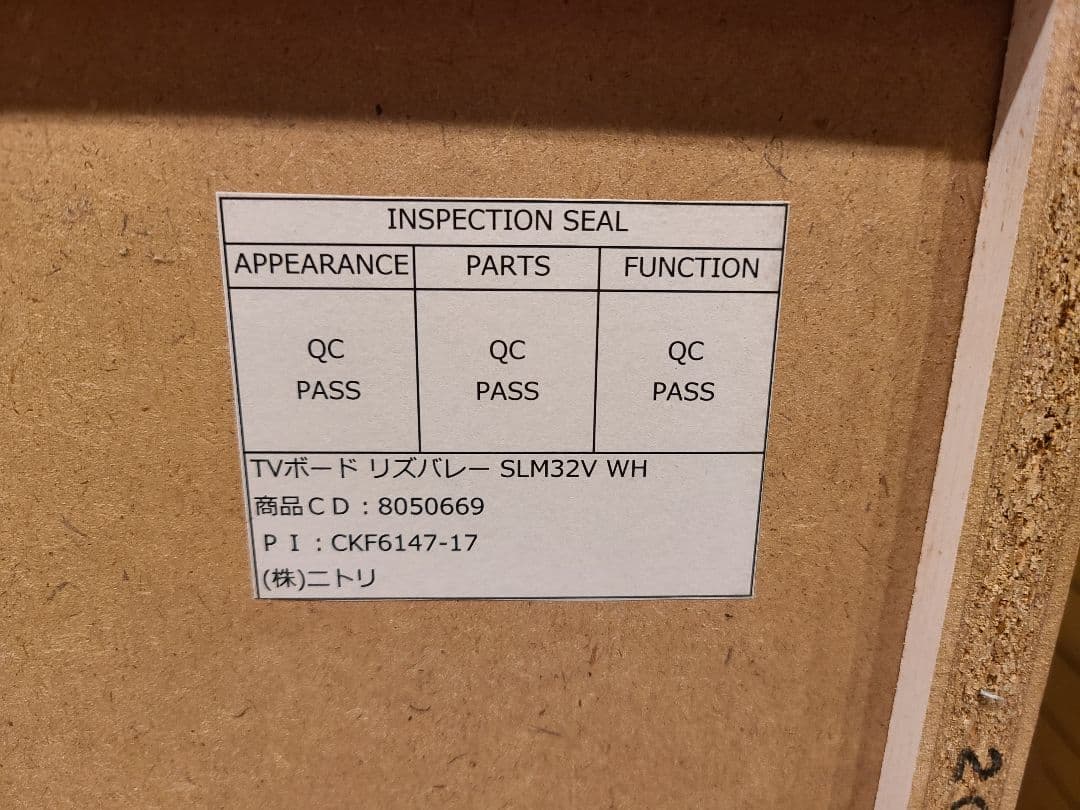 INSPECTION SEAL
APPEARANCE PARTS FUNCTION
QC QC QC
PASS PASS PASS
TVボード リズバレー SLM32V WH
商品ＣＤ：8050669
ＰＩ：CKF6147-17
(株)ニトリ